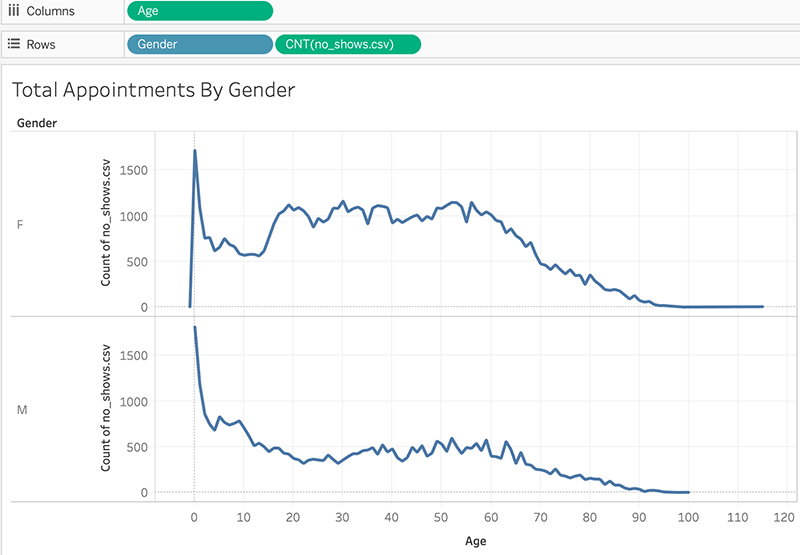 Columns Age
Rows Gender CNT(no_shows.csv)
Total Appointments By Gender
Gender
F
Count of no_shows.csv
1500
1000
500
0
M
Count of no_shows.csv
1500
1000
500
0
0 10 20 30 40 50 60 70 80 90 100 110 120
Age